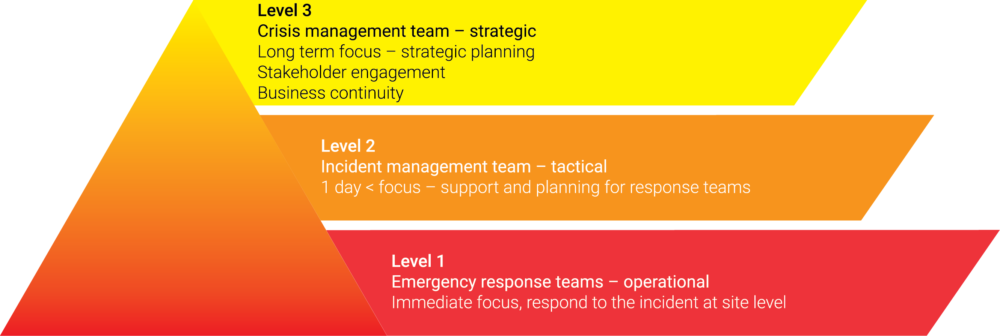 Level 3
Crisis management team – strategic
Long term focus – strategic planning
Stakeholder engagement
Business continuity
Level 2
Incident management team – tactical
1 day < focus – support and planning for response teams
Level 1
Emergency response teams – operational
Immediate focus, respond to the incident at site level